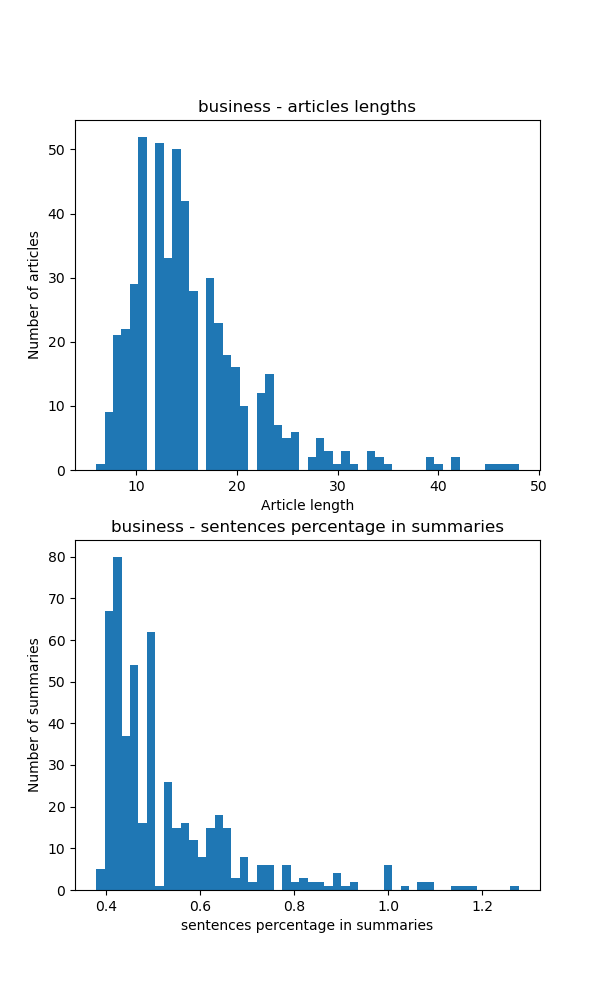 business - articles lengths
50
40
30
20
10
0
Number of articles
10 20 30 40 50
Article length
business - sentences percentage in summaries
80
70
60
50
40
30
20
10
0
Number of summaries
0.4 0.6 0.8 1.0 1.2
sentences percentage in summaries